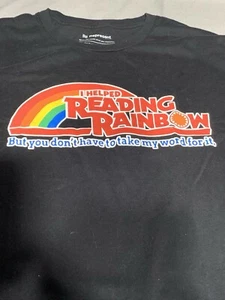 I HELPED
READING
RAINBOW
But you don't have to take my word for it.